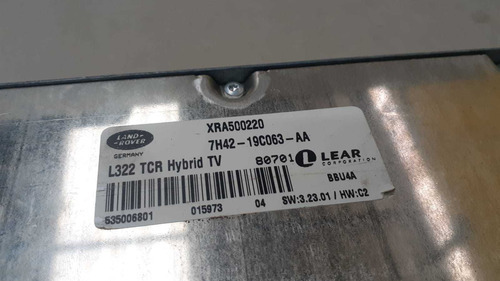 XRA500220
LAND-
ROVER
7H42-19C063-AA
GERMANY
L322 TCR Hybrid TV
80701 LEAR
CORPORATION
BBU4A
535006801 015973 04 SW:3.23.01 / HW:C2